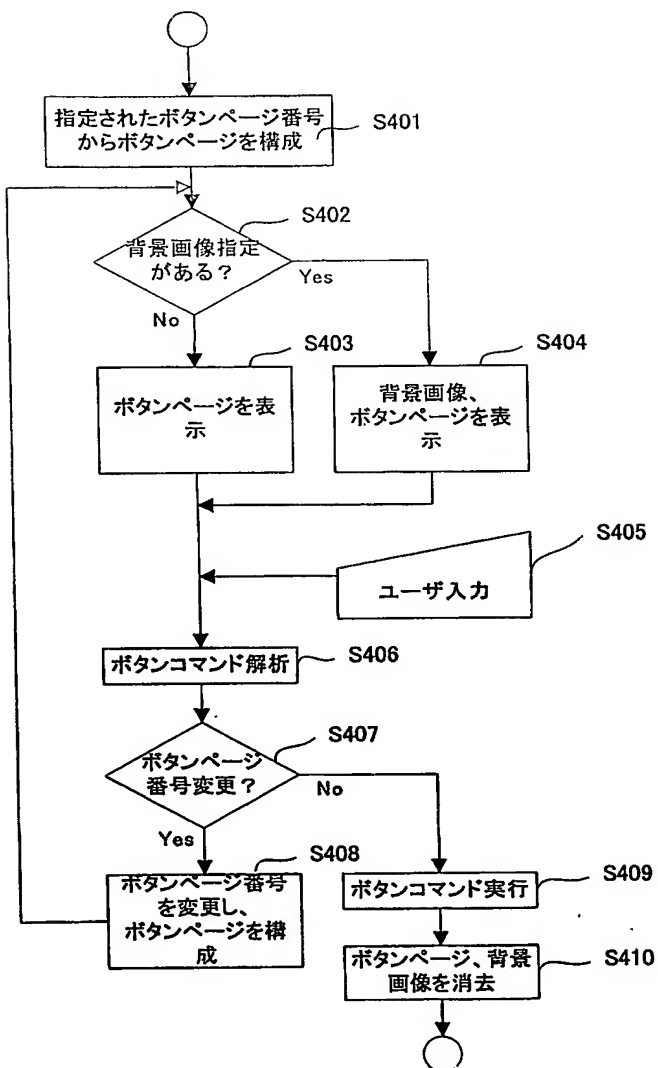 指定されたボタンページ番号
からボタンページを構成
S401
S402
背景画像指定
がある？
Yes
No
S403
S404
ボタンページを表
示
背景画像、
ボタンページを表
示
S405
ユーザ入力
ボタンコマンド解析
S406
S407
ボタンページ
番号変更？
No
Yes
S408
ボタンページ番号
を変更し、
ボタンページを構
成
ボタンコマンド実行
S409
ボタンページ、背景
画像を消去
S410